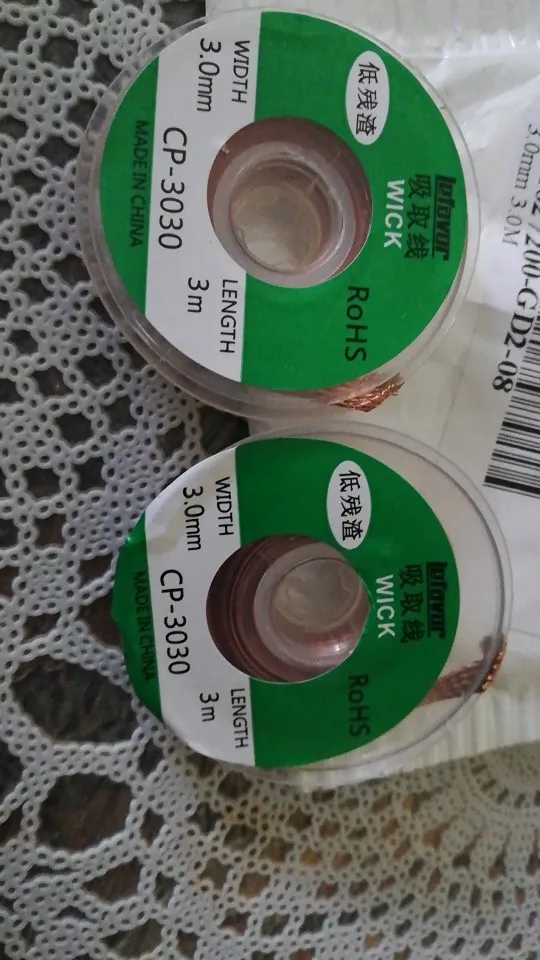 低残渣
lefavor
吸取线
WICK
RoHS
WIDTH
3.0mm
CP-3030
LENGTH
3m
MADE IN CHINA
低残渣
lefavor
吸取线
WICK
RoHS
WIDTH
3.0mm
CP-3030
LENGTH
3m
MADE IN CHINA
3.0mm 3.0M
/200-GD2-08